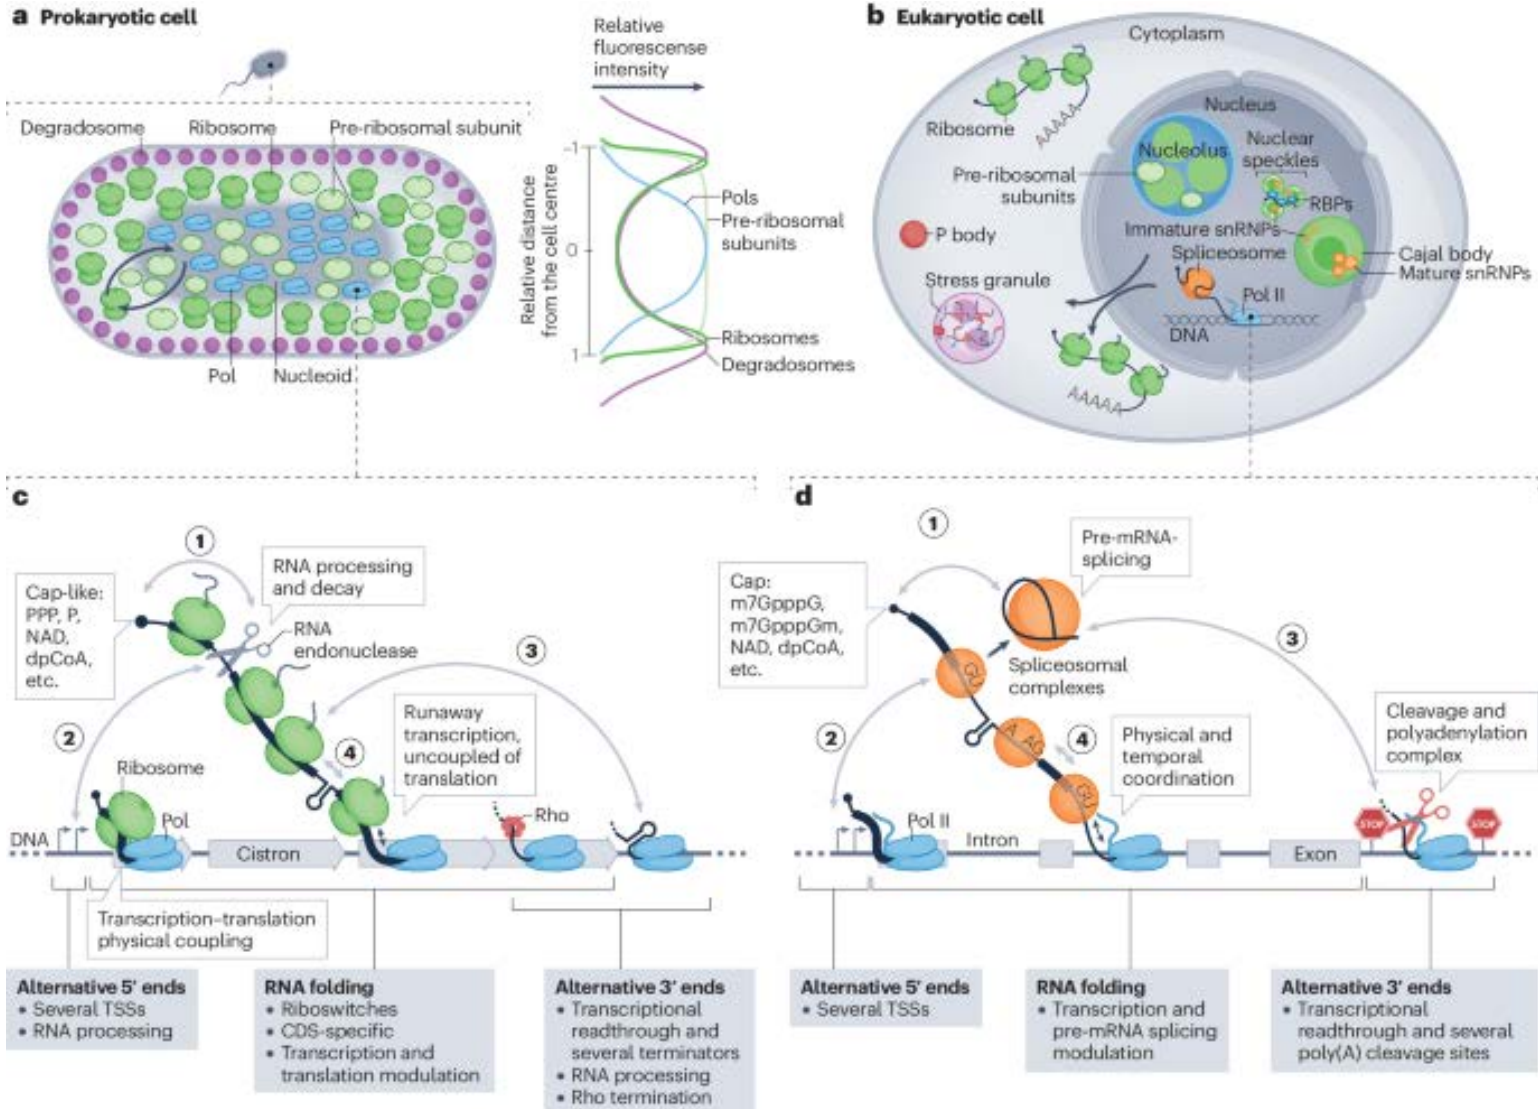 a Prokaryotic cell
Degradosome
Ribosome
Pre-ribosomal subunit
Pol
Nucleoid
Relative
fluorescense
intensity
Relative distance
from the cell centre
-1
0
1
Pols
Pre-ribosomal
subunits
Ribosomes
Degradosomes
b Eukaryotic cell
Cytoplasm
Nucleus
Ribosome
AAAAA
Nucleolus
Nuclear
speckles
Pre-ribosomal
subunits
RBPs
P body
Immature snRNPs
Spliceosome
Cajal body
Mature snRNPs
Stress granule
Pol II
DNA
AAAAA
c
1
RNA processing
and decay
Cap-like:
PPP, P,
NAD,
dpCoA,
etc.
RNA
endonuclease
3
Runaway
transcription,
uncoupled of
translation
2
4
Ribosome
Pol
Rho
DNA
Cistron
Transcription–translation
physical coupling
Alternative 5′ ends
• Several TSSs
• RNA processing
RNA folding
• Riboswitches
• CDS-specific
• Transcription and
translation modulation
Alternative 3′ ends
• Transcriptional
readthrough and
several terminators
• RNA processing
• Rho termination
d
1
Pre-mRNA-
splicing
Cap:
m7GpppG,
m7GpppGm,
NAD, dpCoA,
etc.
GU
Spliceosomal
complexes
3
2
A AG
4
Physical and
temporal
coordination
Cleavage and
polyadenylation
complex
GU
Pol II
STOP
STOP
Intron
Exon
Alternative 5′ ends
• Several TSSs
RNA folding
• Transcription and
pre-mRNA splicing
modulation
Alternative 3′ ends
• Transcriptional
readthrough and several
poly(A) cleavage sites